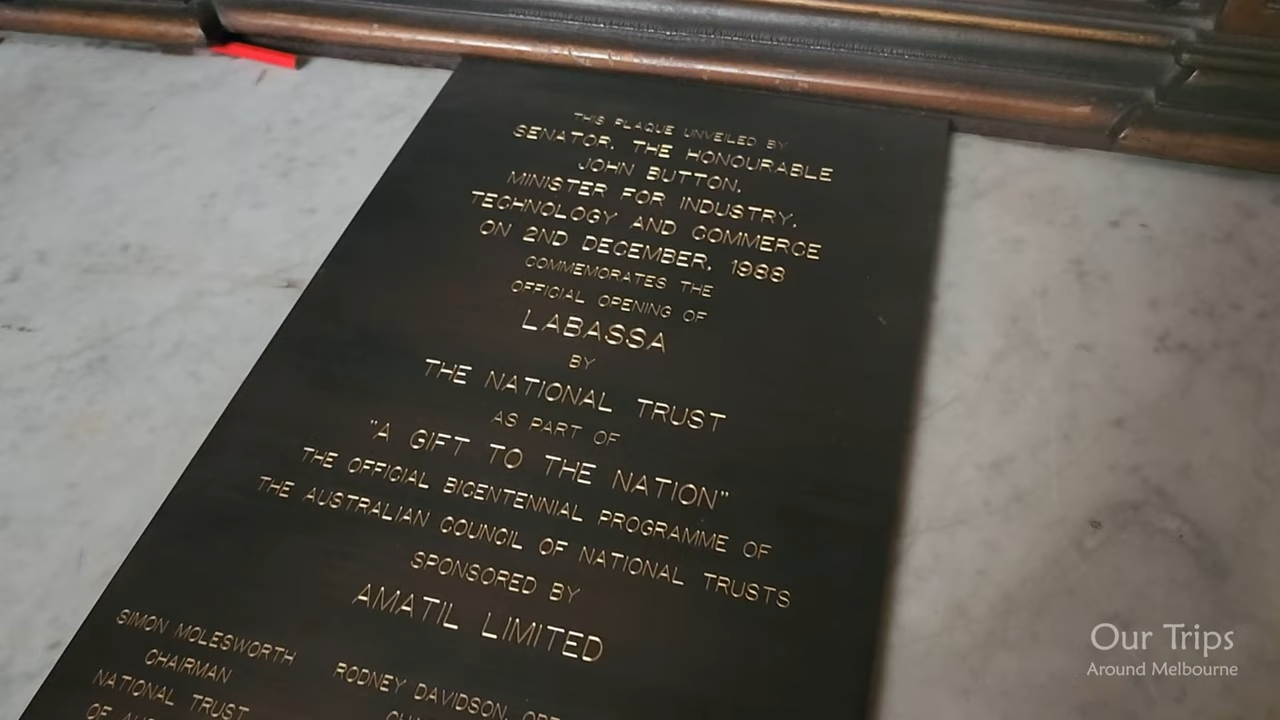 THIS PLAQUE UNVEILED BY
SENATOR, THE HONOURABLE
JOHN BUTTON,
MINISTER FOR INDUSTRY,
TECHNOLOGY AND COMMERCE
ON 2ND DECEMBER, 1988
COMMEMORATES THE
OFFICIAL OPENING OF
LABASSA
BY
THE NATIONAL TRUST
AS PART OF
"A GIFT TO THE NATION"
THE OFFICIAL BICENTENNIAL PROGRAMME OF
THE AUSTRALIAN COUNCIL OF NATIONAL TRUSTS
SPONSORED BY
AMATIL LIMITED
SIMON MOLESWORTH
CHAIRMAN
NATIONAL TRUST
OF
RODNEY DAVIDSON,
Our Trips
Around Melbourne